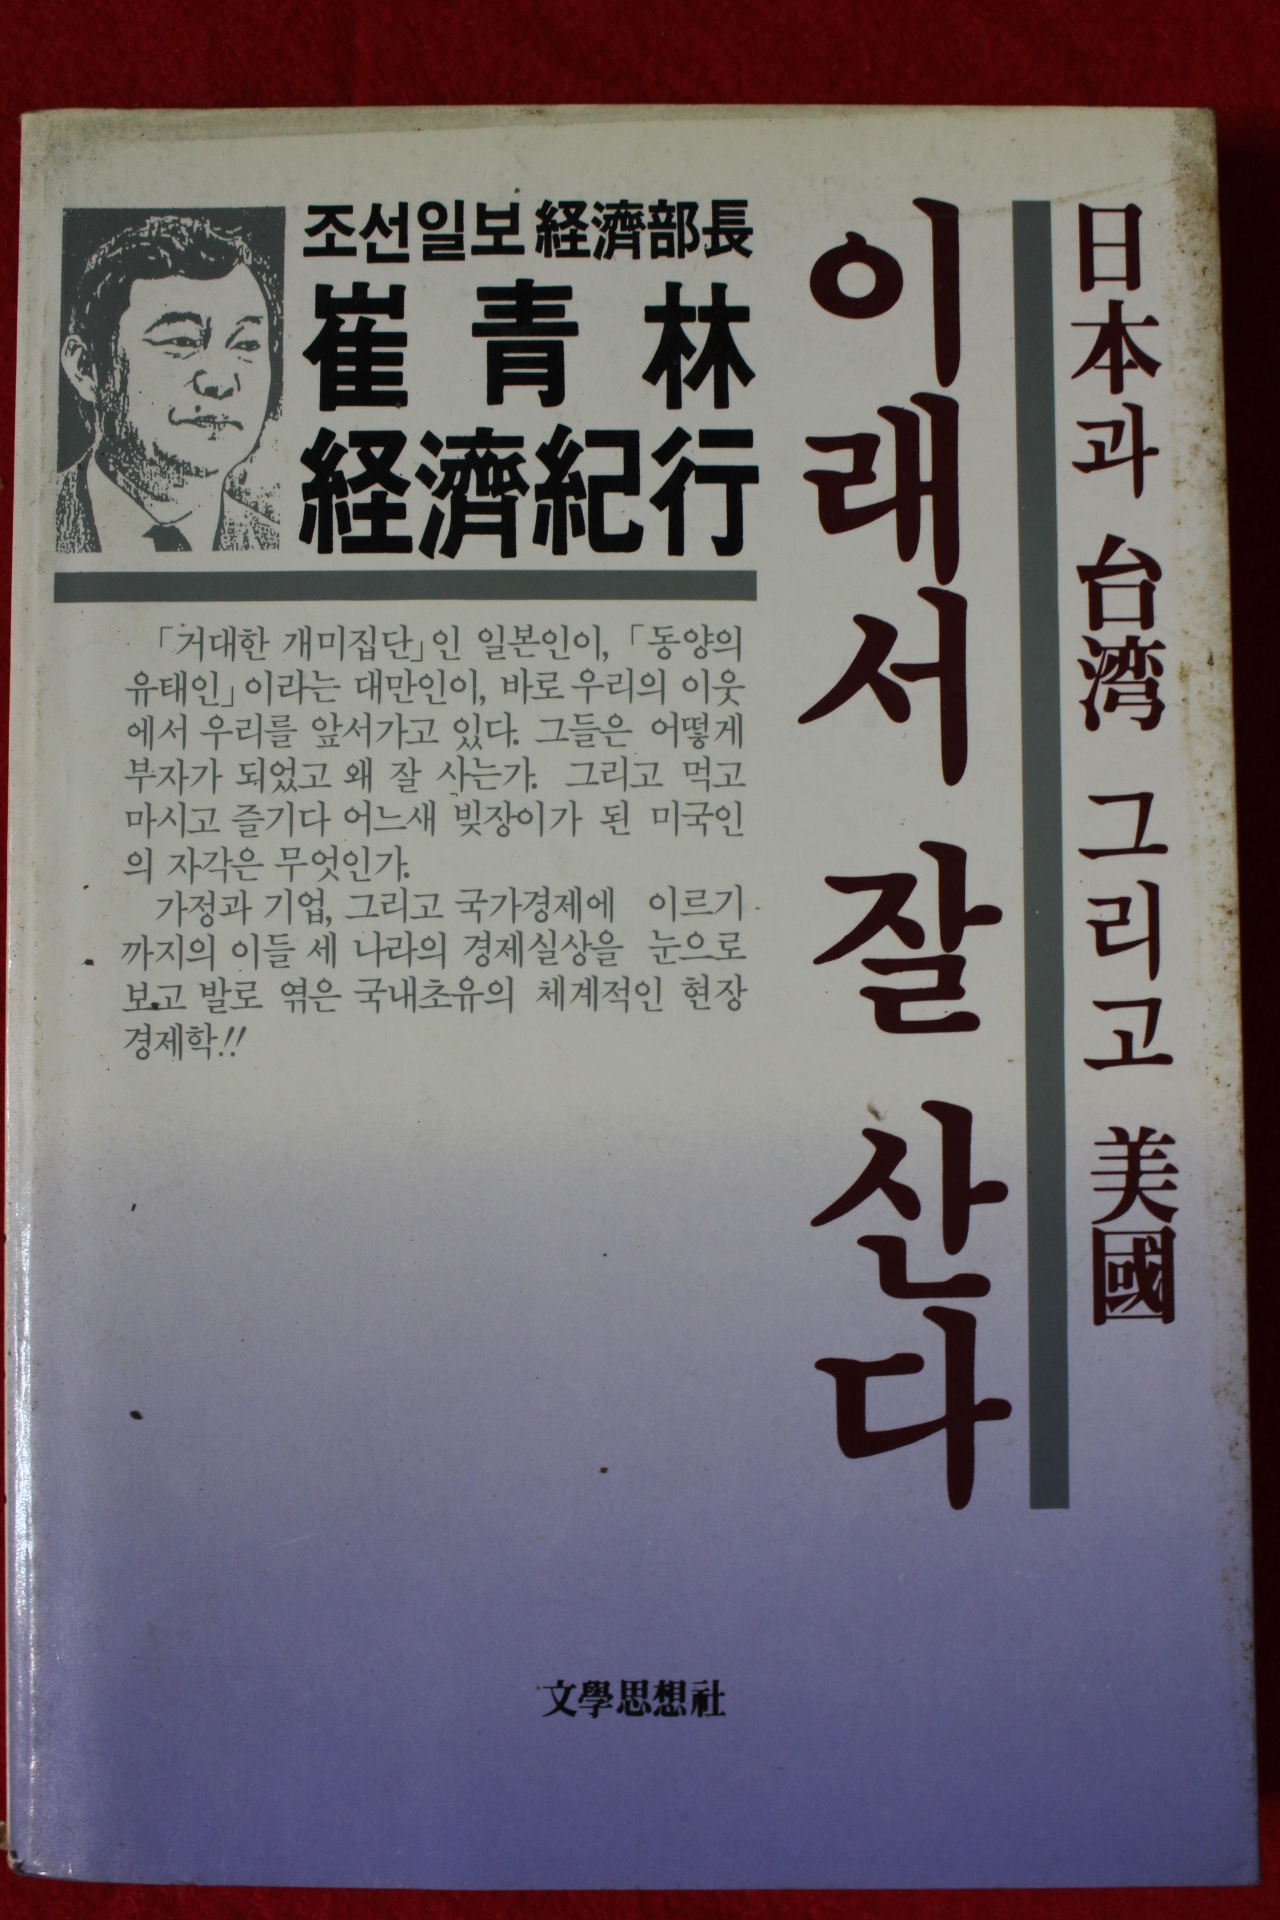 日本과 台湾 그리고 美國
이래서 잘 산다
조선일보 経濟部長
崔青林
経濟紀行
「거대한 개미집단」인 일본인이, 「동양의
유태인」이라는 대만인이, 바로 우리의 이웃
에서 우리를 앞서가고 있다. 그들은 어떻게
부자가 되었고 왜 잘 사는가. 그리고 먹고
마시고 즐기다 어느새 빚장이가 된 미국인
의 자각은 무엇인가.
가정과 기업, 그리고 국가경제에 이르기
까지의 이들 세 나라의 경제실상을 눈으로
보고 발로 엮은 국내초유의 체계적인 현장
경제학!!
文學思想社